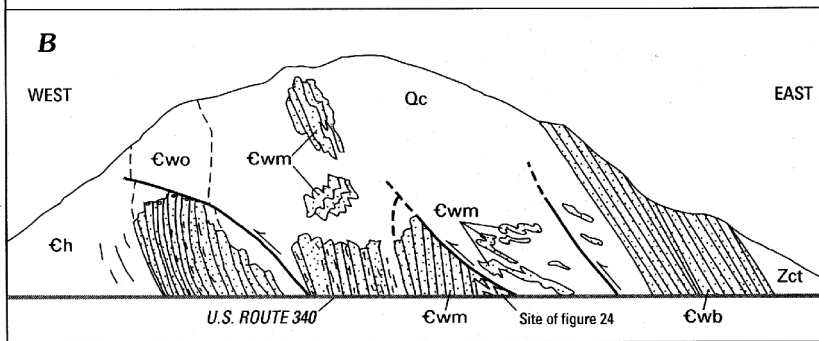 B
WEST
Qc
EAST
Ꞓwo
Ꞓwm
Ꞓwm
Ꞓh
Zct
U.S. ROUTE 340
Ꞓwm
Site of figure 24
Ꞓwb